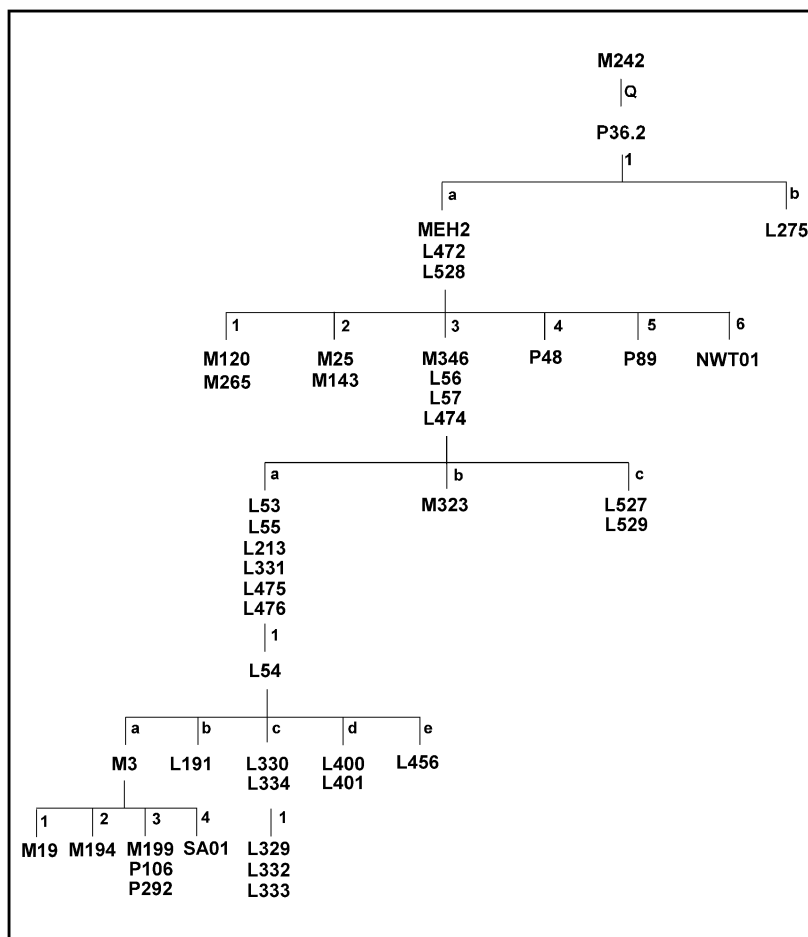 M242
Q
P36.2
1
a b
MEH2 L275
L472
L528
1 2 3 4 5 6
M120 M25 M346 P48 P89 NWT01
M265 M143 L56
L57
L474
a b c
L53 M323 L527
L55 L529
L213
L331
L475
L476
1
L54
a b c d e
M3 L191 L330 L400 L456
L334 L401
1 2 3 4 1
M19 M194 M199 SA01 L329
P106 L332
P292 L333